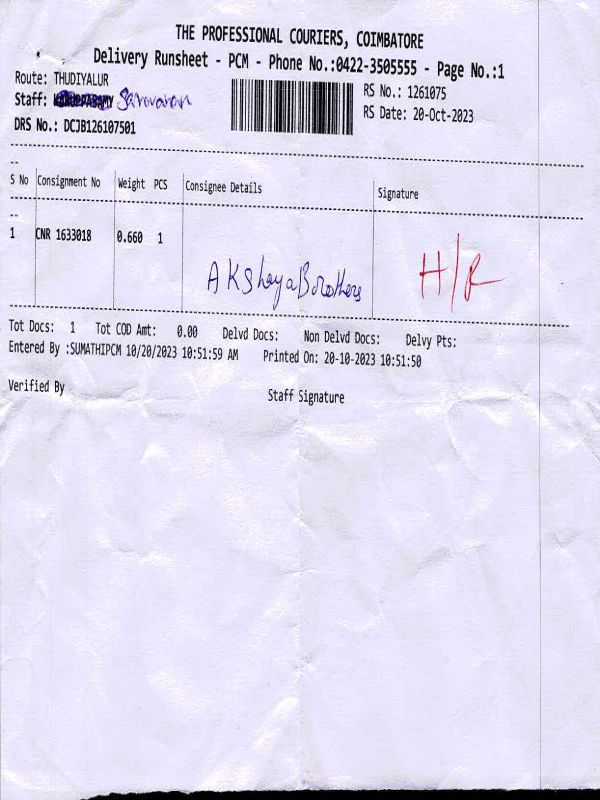 THE PROFESSIONAL COURIERS, COIMBATORE
Delivery Runsheet - PCM - Phone No.:0422-3505555 - Page No.:1
Route: THUDIYALUR
RS No.: 1261075
Staff: Saravanan
RS Date: 20-Oct-2023
DRS No.: DCJB126107501
--
S No Consignment No Weight PCS Consignee Details Signature
--
1 CNR 1633018 0.660 1 AKShayaBrothers H/R
Tot Docs: 1 Tot COD Amt: 0.00 Delvd Docs: Non Delvd Docs: Delvy Pts:
Entered By :SUMATHIPCM 10/20/2023 10:51:59 AM Printed On: 20-10-2023 10:51:50
Verified By Staff Signature